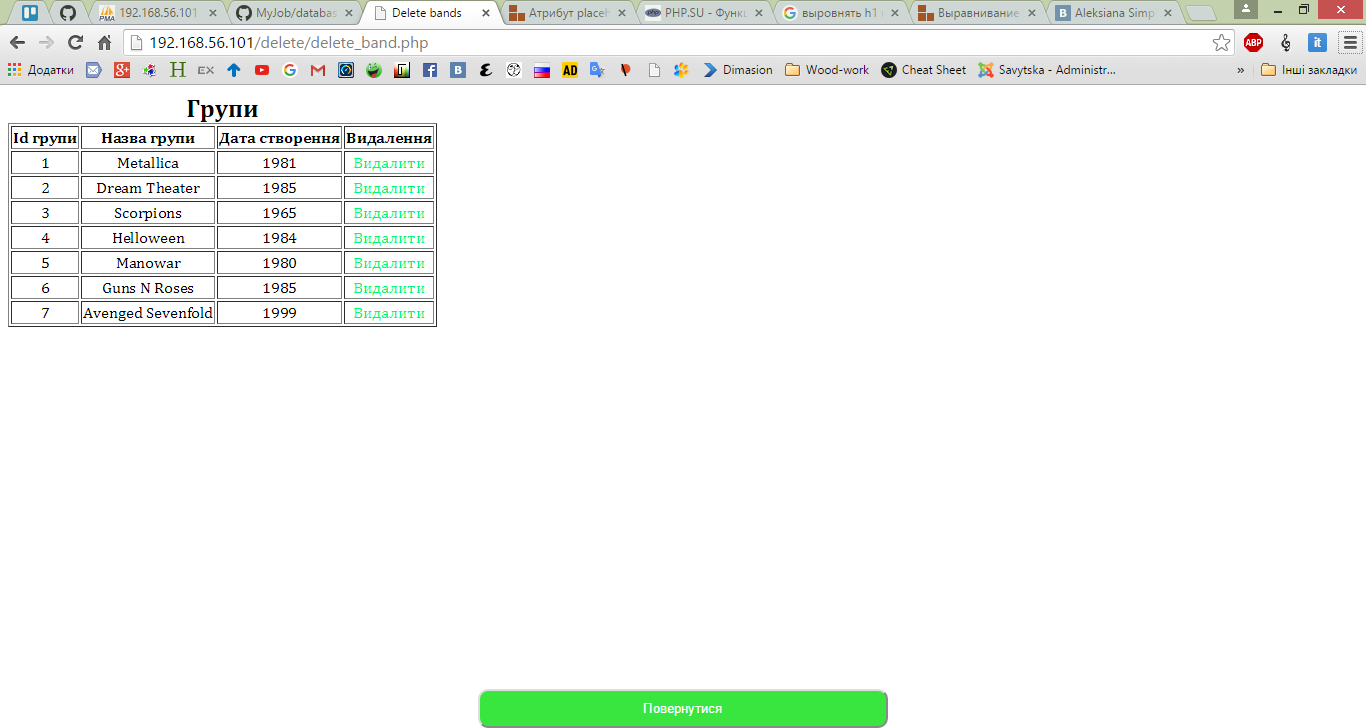 192.168.56.101
MyJob/databas
Delete bands
Атрибут placeh
PHP.SU - Функц
выровнять h1
Выравнивание
Aleksiana Simp
192.168.56.101/delete/delete_band.php
ABP
it
Додатки
EX
AD
Dimasion
Wood-work
Cheat Sheet
Savytska - Administr...
»
Інші закладки
Групи
Id групи Назва групи Дата створення Видалення
1 Metallica 1981 Видалити
2 Dream Theater 1985 Видалити
3 Scorpions 1965 Видалити
4 Helloween 1984 Видалити
5 Manowar 1980 Видалити
6 Guns N Roses 1985 Видалити
7 Avenged Sevenfold 1999 Видалити
Повернутися